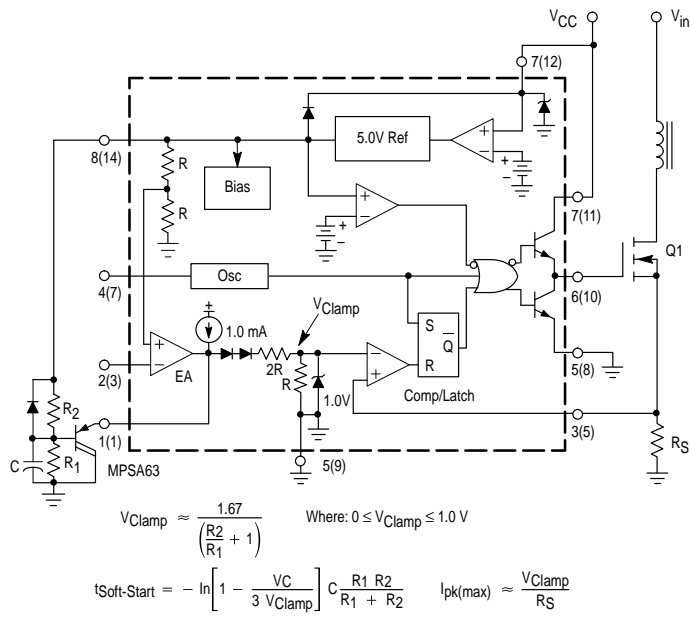 VCC
Vin
7(12)
8(14)
5.0V Ref
+
−
+
−
R
Bias
R
+
−
+
−
7(11)
Q1
4(7)
Osc
6(10)
VClamp
+
1.0 mA
S
Q
R
+
−
EA
2R
R
1.0V
−
+
Comp/Latch
2(3)
5(8)
R2
1(1)
3(5)
C
R1
MPSA63
5(9)
RS
VClamp ≈ 1.67 / (R2/R1 + 1) Where: 0 ≤ VClamp ≤ 1.0 V
tSoft-Start = − ln[1 − VC / 3 VClamp] C R1 R2 / R1 + R2 Ipk(max) ≈ VClamp / RS